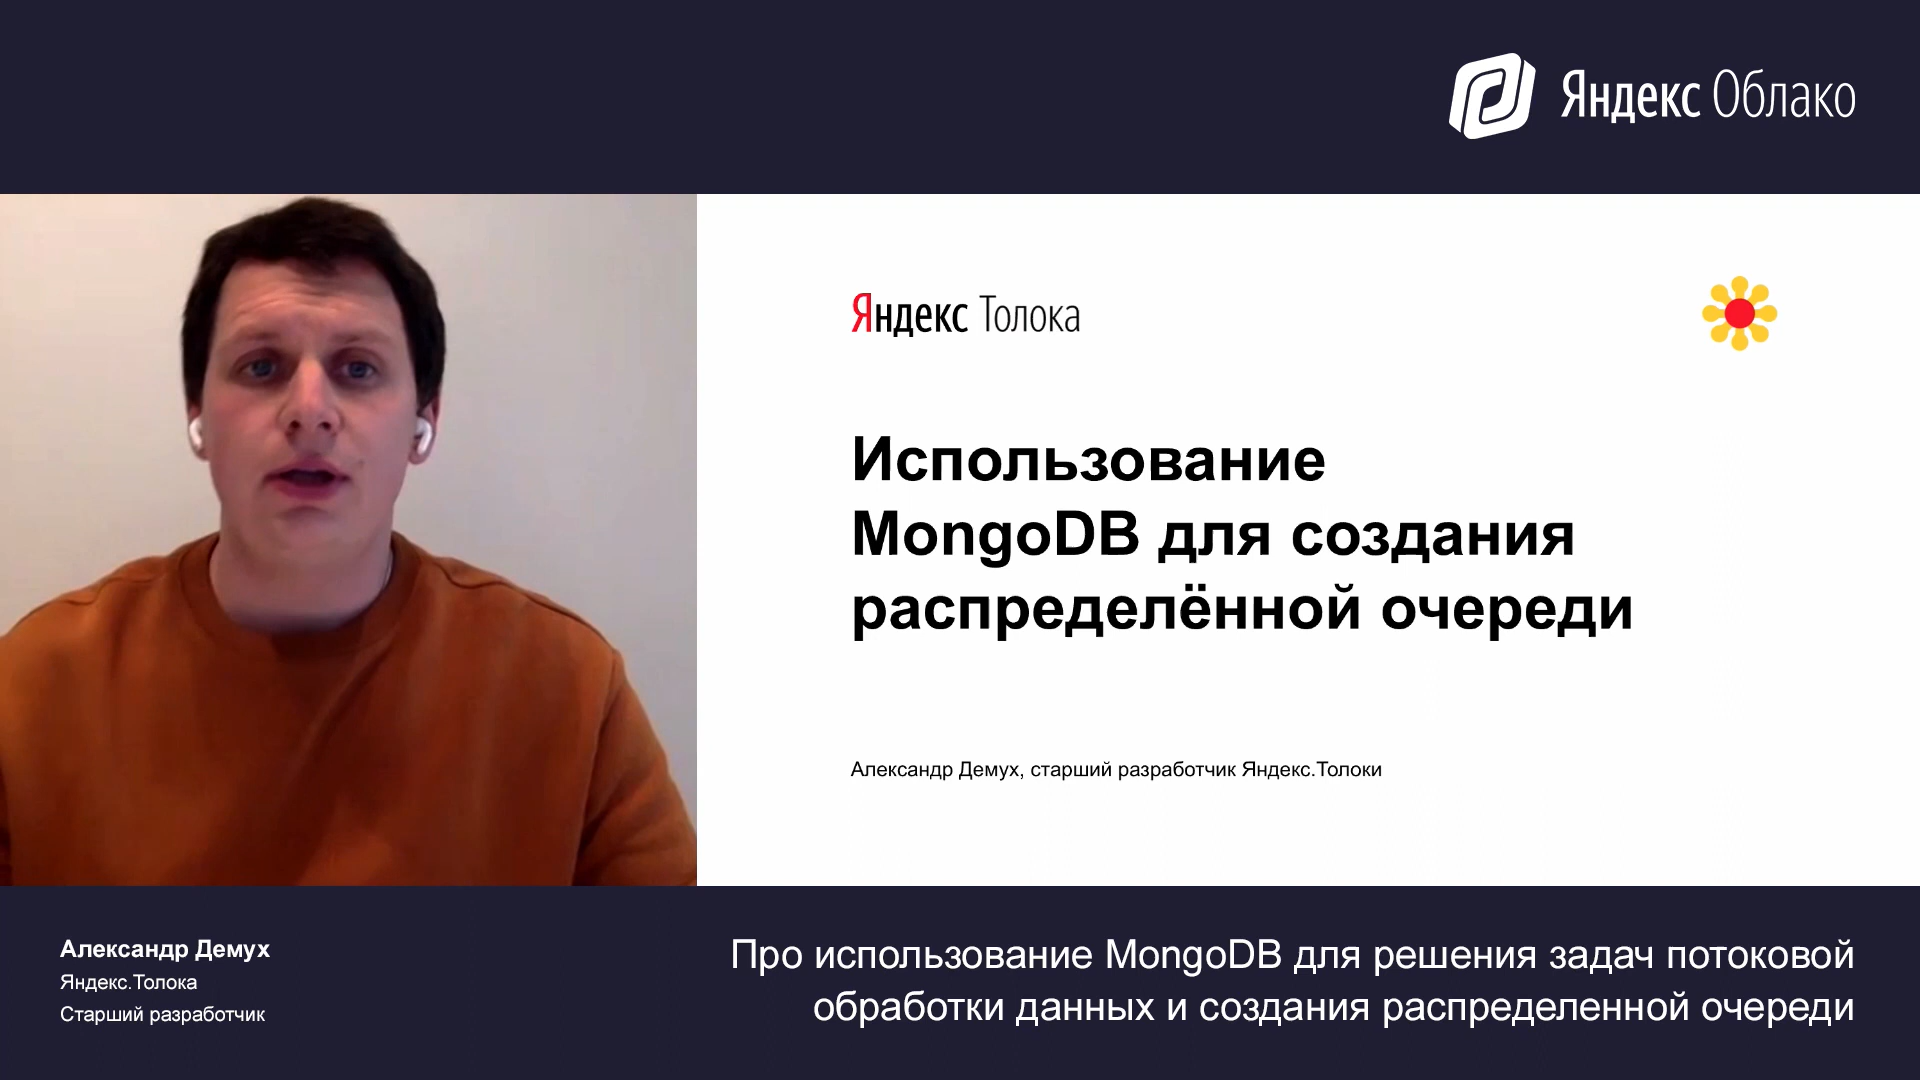 Яндекс Облако
Яндекс Толока
Использование
MongoDB для создания
распределённой очереди
Александр Демух, старший разработчик Яндекс.Толоки
Александр Демух
Яндекс.Толока
Старший разработчик
Про использование MongoDB для решения задач потоковой
обработки данных и создания распределенной очереди